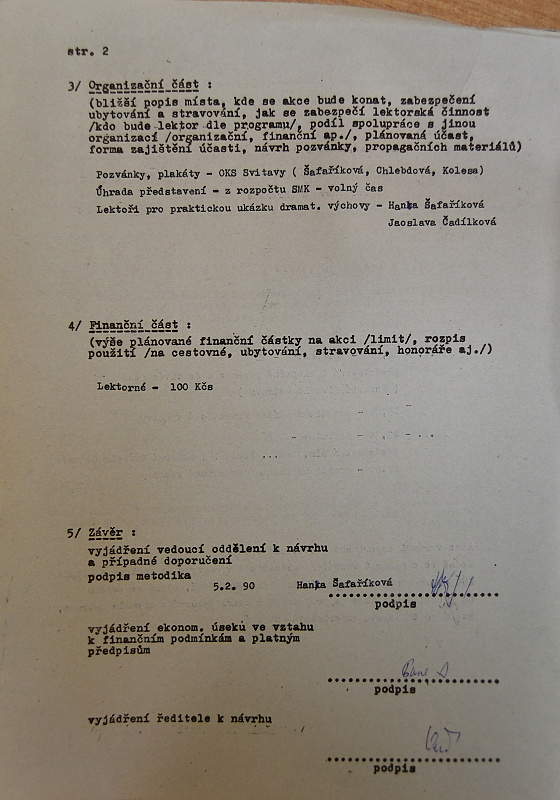 str. 2
3/ Organizační část :
(bližší popis místa, kde se akce bude konat, zabezpečení
ubytování a stravování, jak se zabezpečí lektorská činnost
/kdo bude lektor dle programu/, podíl spolupráce s jinou
organizací /organizační, finanční ap./, plánovaná účast,
forma zajištění účasti, návrh pozvánky, propagačních materiálů)
Pozvánky, plakáty - OKS Svitavy ( Šafaříková, Chlebdová, Kolesa)
Úhrada představení - z rozpočtu SMK - volný čas
Lektoři pro praktickou ukázku dramat. výchovy - Hanka Šafaříková
Jaoslava Čadílková
4/ Finanční část :
(výše plánované finanční částky na akci /limit/, rozpis
použití /na cestovné, ubytování, stravování, honoráře aj./)
Lektorné - 100 Kčs
5/ Závěr :
vyjádření vedoucí oddělení k návrhu
a případné doporučení
podpis metodika
5.2. 90 Hanka Šafaříková
podpis
vyjádření ekonom. úseků ve vztahu
k finančním podmínkám a platným
předpisům
podpis
vyjádření ředitele k návrhu
podpis